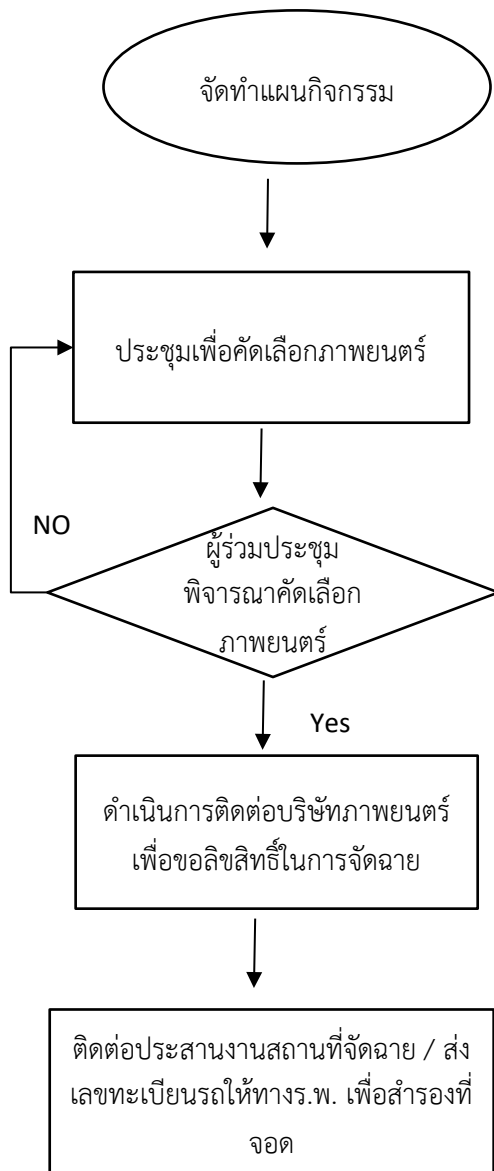 จัดทำแผนกิจกรรม
ประชุมเพื่อคัดเลือกภาพยนตร์
NO
ผู้ร่วมประชุม
พิจารณาคัดเลือก
ภาพยนตร์
Yes
ดำเนินการติดต่อบริษัทภาพยนตร์
เพื่อขอลิขสิทธิ์ในการจัดฉาย
ติดต่อประสานงานสถานที่จัดฉาย / ส่ง
เลขทะเบียนรถให้ทางร.พ. เพื่อสำรองที่
จอด